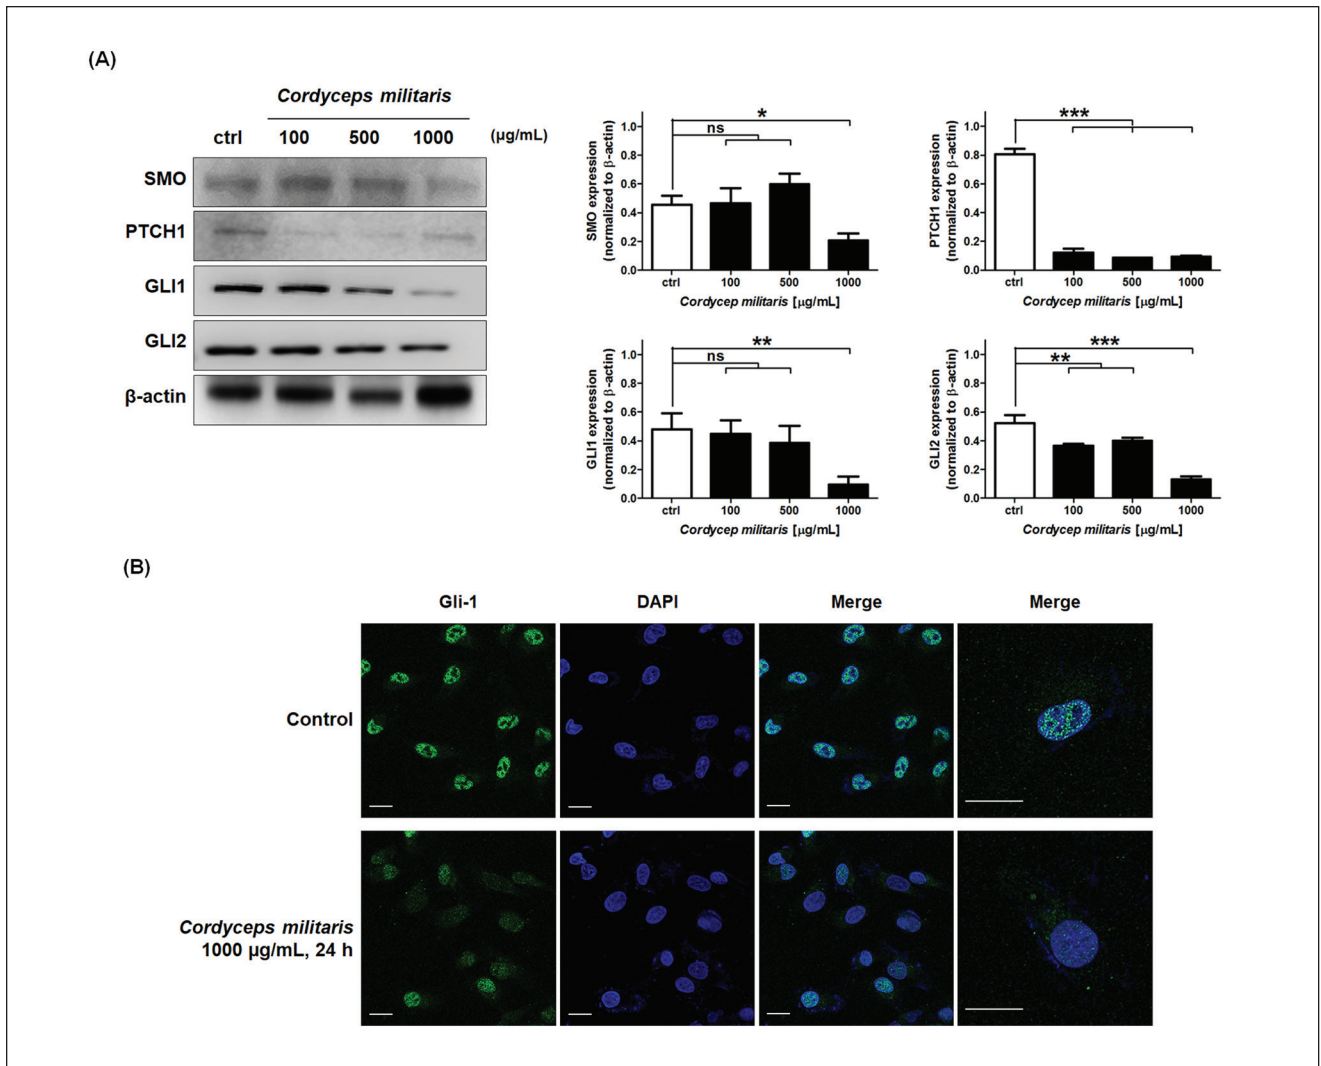 (A)
Cordyceps militaris
ctrl 100 500 1000 (µg/mL)
SMO
PTCH1
GLI1
GLI2
β-actin
SMO expression
(normalized to β-actin)
1.0
0.8
0.6
0.4
0.2
0.0
*
ns
ctrl 100 500 1000
Cordycep militaris [µg/mL]
PTCH1 expression
(normalized to β-actin)
1.0
0.8
0.6
0.4
0.2
0.0
***
ctrl 100 500 1000
Cordycep militaris [µg/mL]
GLI1 expression
(normalized to β-actin)
1.0
0.8
0.6
0.4
0.2
0.0
**
ns
ctrl 100 500 1000
Cordycep militaris [µg/mL]
GLI2 expression
(normalized to β-actin)
1.0
0.8
0.6
0.4
0.2
0.0
***
**
ctrl 100 500 1000
Cordycep militaris [µg/mL]
(B)
Gli-1 DAPI Merge Merge
Control
Cordyceps militaris
1000 µg/mL, 24 h